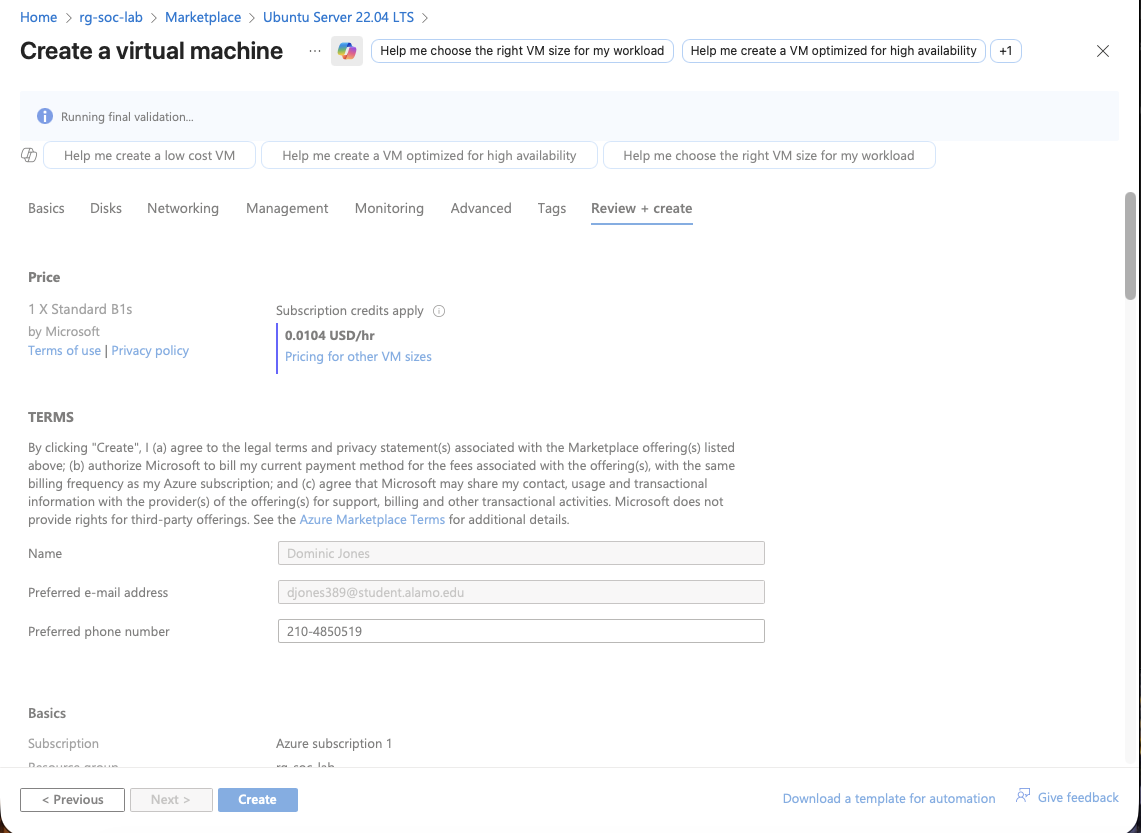 Home > rg-soc-lab > Marketplace > Ubuntu Server 22.04 LTS >
Create a virtual machine ... Help me choose the right VM size for my workload Help me create a VM optimized for high availability +1
Running final validation...
Help me create a low cost VM Help me create a VM optimized for high availability Help me choose the right VM size for my workload
Basics Disks Networking Management Monitoring Advanced Tags Review + create
Price
1 X Standard B1s
by Microsoft
Terms of use | Privacy policy
Subscription credits apply
0.0104 USD/hr
Pricing for other VM sizes
TERMS
By clicking "Create", I (a) agree to the legal terms and privacy statement(s) associated with the Marketplace offering(s) listed
above; (b) authorize Microsoft to bill my current payment method for the fees associated with the offering(s), with the same
billing frequency as my Azure subscription; and (c) agree that Microsoft may share my contact, usage and transactional
information with the provider(s) of the offering(s) for support, billing and other transactional activities. Microsoft does not
provide rights for third-party offerings. See the Azure Marketplace Terms for additional details.
Name Dominic Jones
Preferred e-mail address djones389@student.alamo.edu
Preferred phone number 210-4850519
Basics
Subscription Azure subscription 1
Resource group rg-soc-lab
< Previous Next > Create Download a template for automation Give feedback